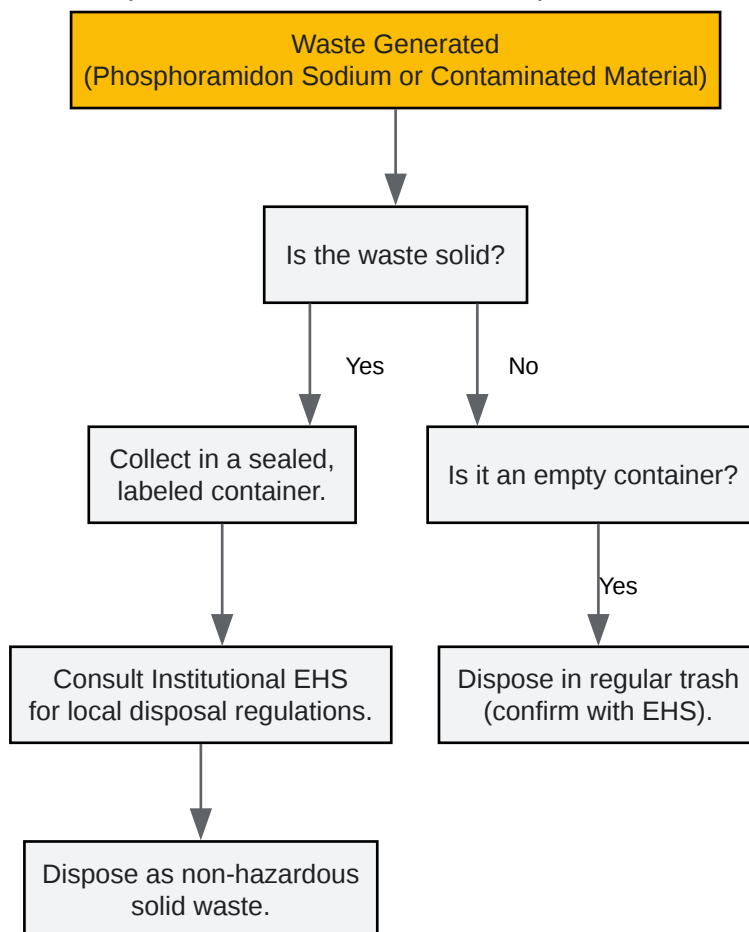 Waste Generated
(Phosphoramidon Sodium or Contaminated Material)
Is the waste solid?
Yes
No
Collect in a sealed,
labeled container.
Is it an empty container?
Yes
Consult Institutional EHS
for local disposal regulations.
Dispose in regular trash
(confirm with EHS).
Dispose as non-hazardous
solid waste.